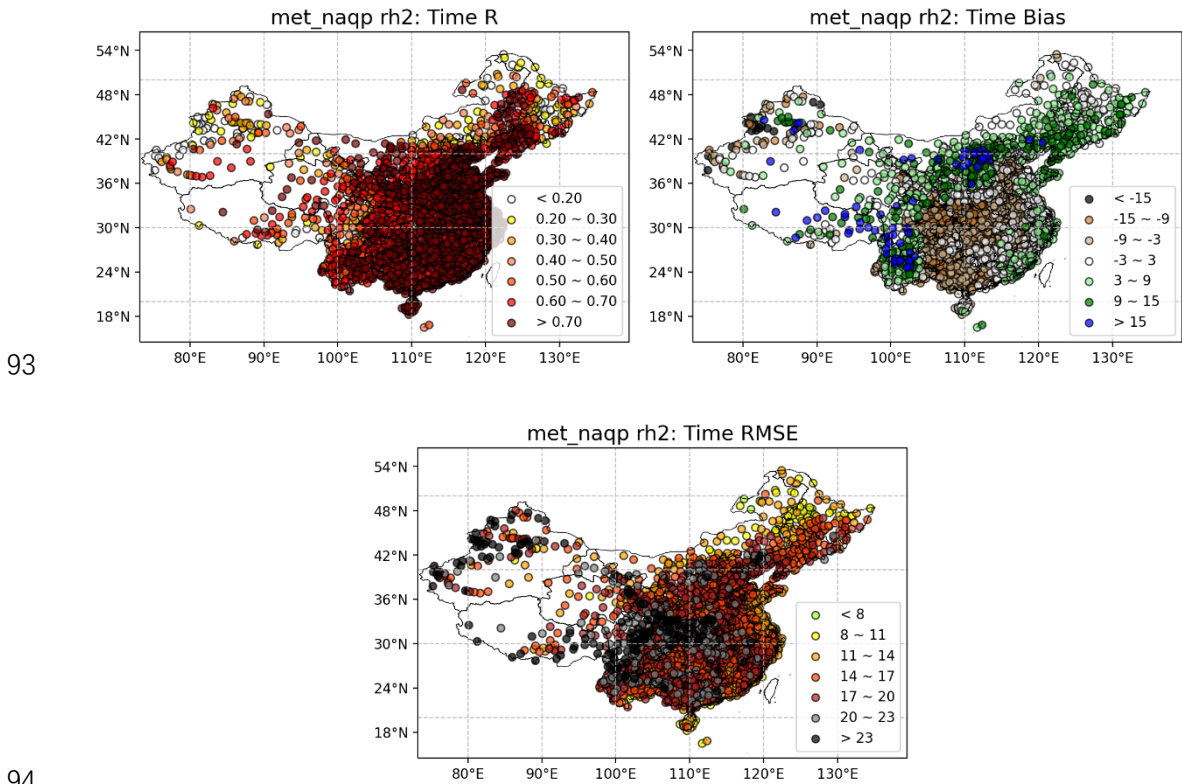 met_naqp rh2: Time R
54°N
48°N
42°N
36°N
30°N
24°N
18°N
80°E 90°E 100°E 110°E 120°E 130°E
< 0.20
0.20 ~ 0.30
0.30 ~ 0.40
0.40 ~ 0.50
0.50 ~ 0.60
0.60 ~ 0.70
> 0.70
met_naqp rh2: Time Bias
54°N
48°N
42°N
36°N
30°N
24°N
18°N
80°E 90°E 100°E 110°E 120°E 130°E
< -15
-15 ~ -9
-9 ~ -3
-3 ~ 3
3 ~ 9
9 ~ 15
> 15
93
met_naqp rh2: Time RMSE
54°N
48°N
42°N
36°N
30°N
24°N
18°N
80°E 90°E 100°E 110°E 120°E 130°E
< 8
8 ~ 11
11 ~ 14
14 ~ 17
17 ~ 20
20 ~ 23
> 23
94